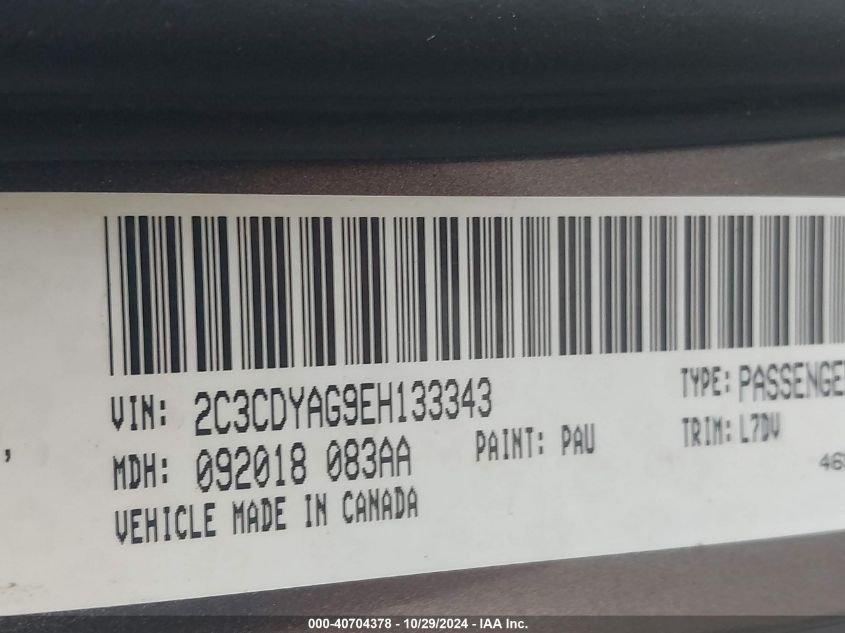 VIN: 2C3CDYAG9EH133343 TYPE: PASSENGE
MDH: 092018 083AA PAINT: PAU TRIM: L7DV
VEHICLE MADE IN CANADA
000-40704378 - 10/29/2024 - IAA Inc.